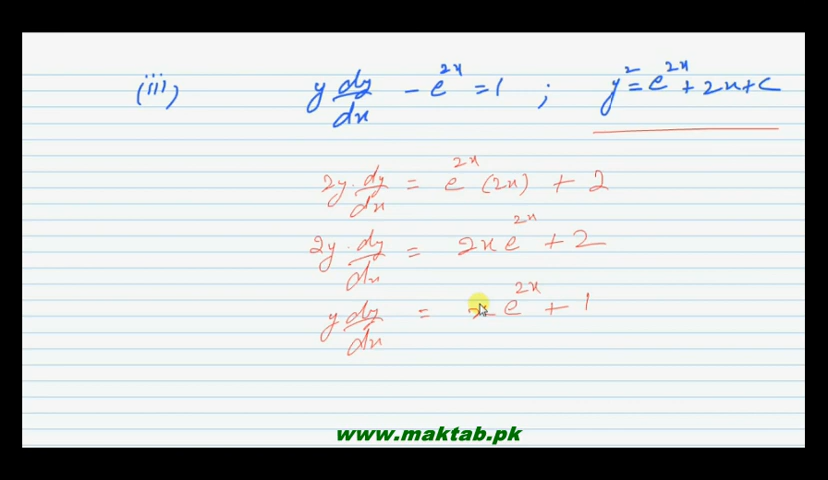 (iii) y dy/dx - e^2x = 1 ; y^2 = e^2x + 2x + c
2y. dy/dx = e^2x (2x) + 2
2y. dy/dx = 2x e^2x + 2
y dy/dx = x e^2x + 1
www.maktab.pk